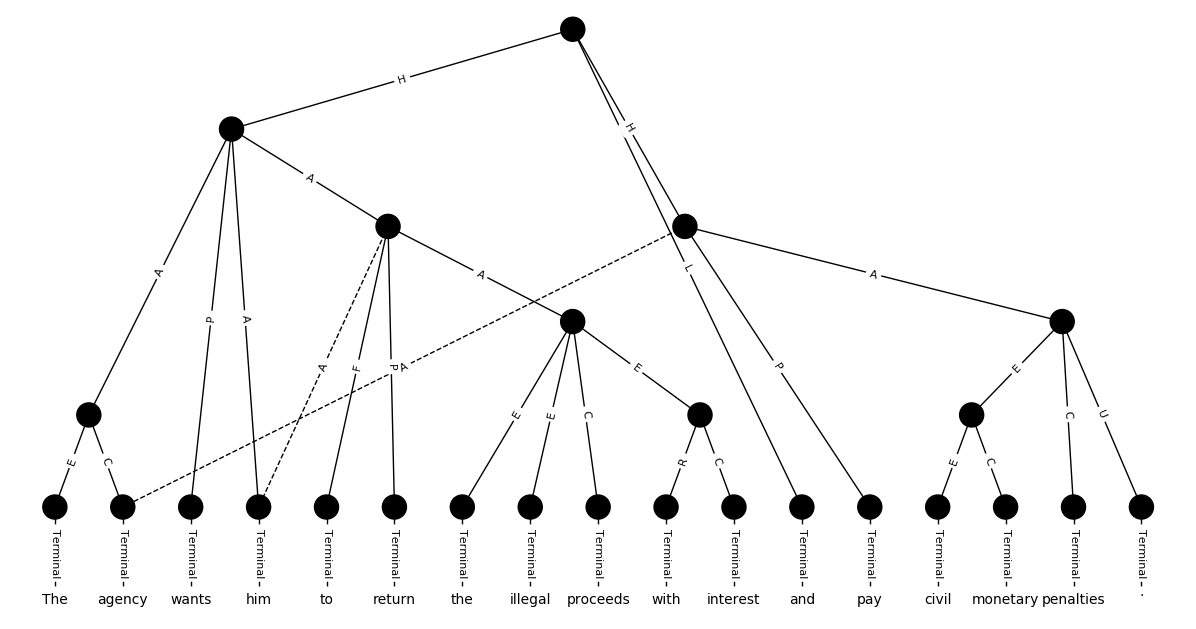 H
H
A
A
A
A
P
A
L
A
F
P
A
P
E
E
E
C
E
C
E
C
U
R
C
E
C
Terminal Terminal Terminal Terminal Terminal Terminal Terminal Terminal Terminal Terminal Terminal Terminal Terminal Terminal Terminal Terminal Terminal
The agency wants him to return the illegal proceeds with interest and pay civil monetary penalties .